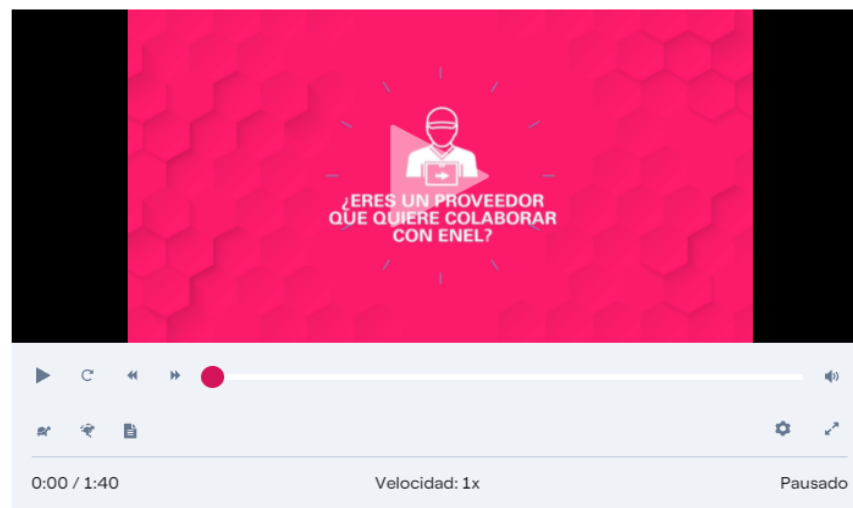 ¿ERES UN PROVEEDOR
QUE QUIERE COLABORAR
CON ENEL?
0:00 / 1:40
Velocidad: 1x
Pausado